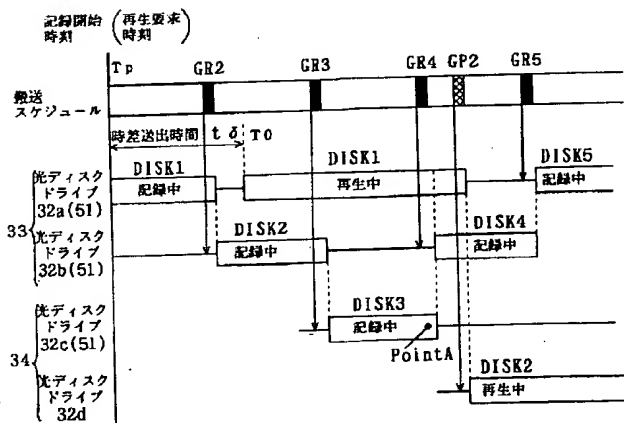 記録開始 (再生要求)
時刻 時刻
Tp GR2 GR3 GR4 GP2 GR5
搬送
スケジュール
時差送出時間 tδ T0
DISK1 DISK1 DISK5
光ディスク
ドライブ
32a(51)
記録中 再生中 記録中
33
DISK2 DISK4
光ディスク
ドライブ
32b(51)
記録中 記録中
DISK3
光ディスク
ドライブ
32c(51)
記録中
PointA
34
DISK2
光ディスク
ドライブ
32d
再生中